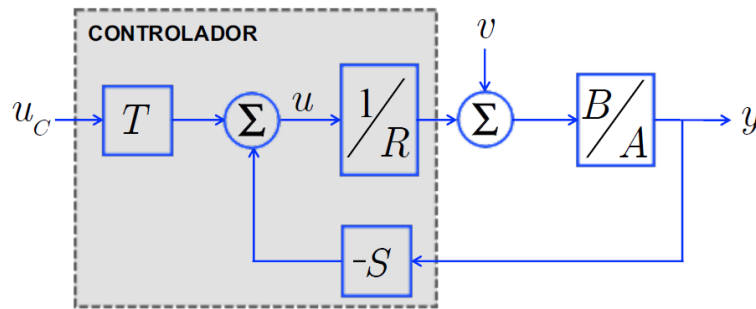 CONTROLADOR
v
u_C
T
Σ
u
1/R
Σ
B/A
y
-S